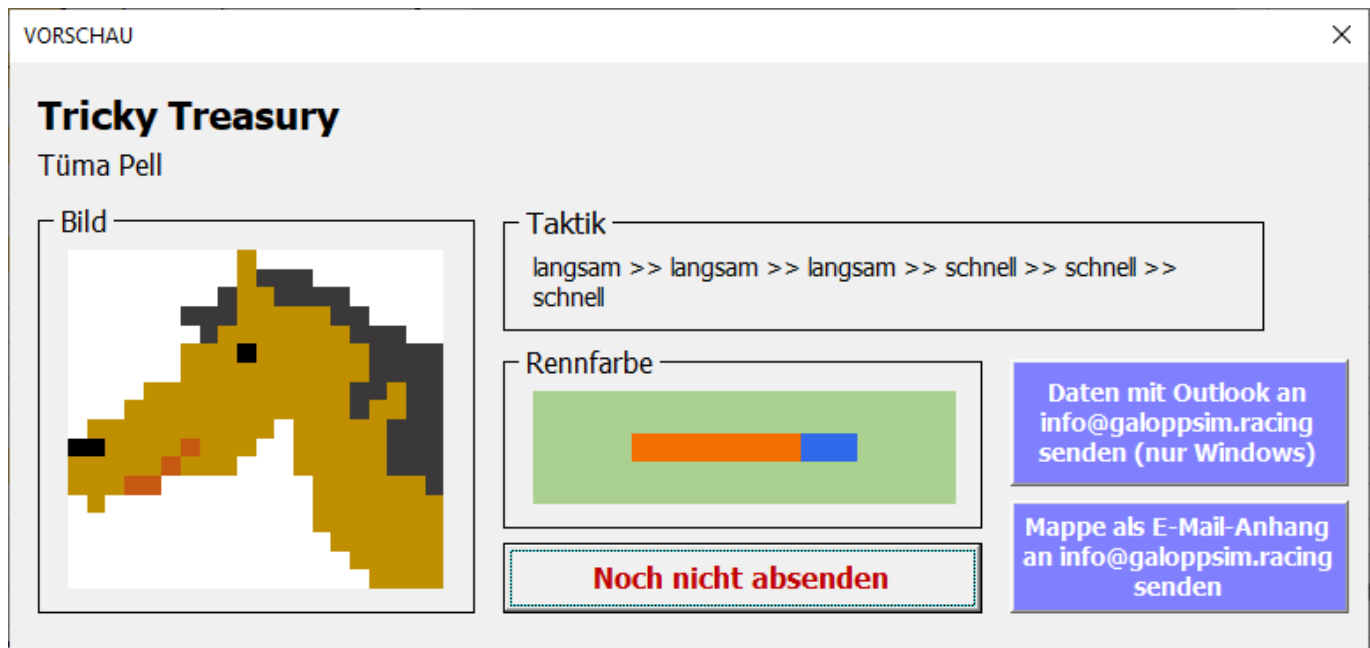 VORSCHAU
Tricky Treasury
Tüma Pell
Bild
Taktik
langsam >> langsam >> langsam >> schnell >> schnell >>
schnell
Rennfarbe
Daten mit Outlook an
info@galoppsim.racing
senden (nur Windows)
Noch nicht absenden
Mappe als E-Mail-Anhang
an info@galoppsim.racing
senden